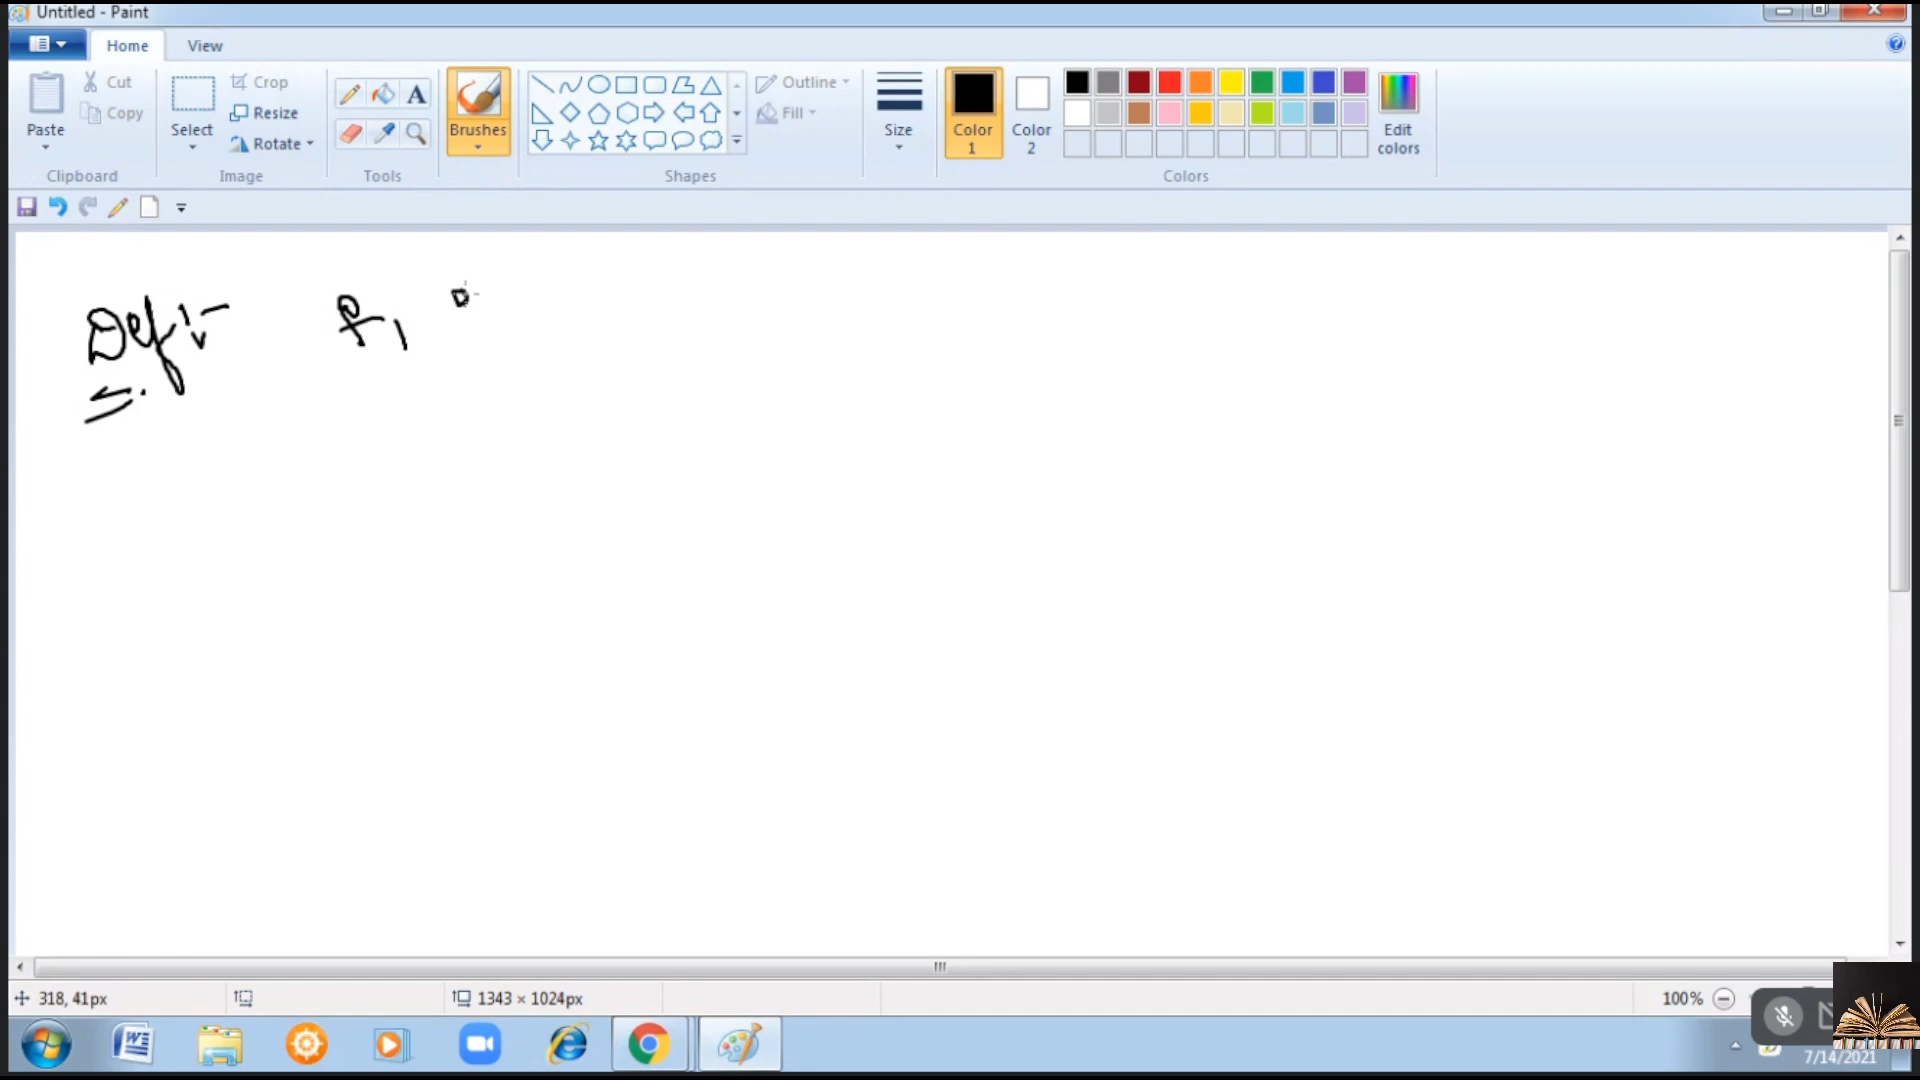 Untitled - Paint
Home View
Cut
Copy
Paste
Clipboard
Crop
Resize
Rotate
Select
Image
Tools
Brushes
Shapes
Outline
Fill
Size
Color 1
Color 2
Edit colors
Colors
Def:-
318, 41px
1343 × 1024px
100%
7/14/2021